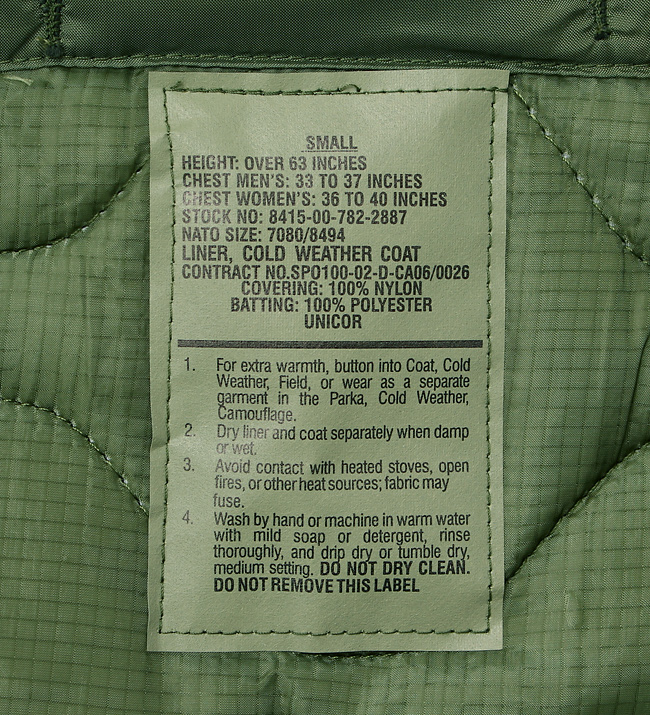 SMALL
HEIGHT: OVER 63 INCHES
CHEST MEN'S: 33 TO 37 INCHES
CHEST WOMEN'S: 36 TO 40 INCHES
STOCK NO: 8415-00-782-2887
NATO SIZE: 7080/8494
LINER, COLD WEATHER COAT
CONTRACT NO.SPO100-02-D-CA06/0026
COVERING: 100% NYLON
BATTING: 100% POLYESTER
UNICOR
1. For extra warmth, button into Coat, Cold
Weather, Field, or wear as a separate
garment in the Parka, Cold Weather,
Camouflage.
2. Dry liner and coat separately when damp
or wet.
3. Avoid contact with heated stoves, open
fires, or other heat sources; fabric may
fuse.
4. Wash by hand or machine in warm water
with mild soap or detergent, rinse
thoroughly, and drip dry or tumble dry,
medium setting. DO NOT DRY CLEAN.
DO NOT REMOVE THIS LABEL